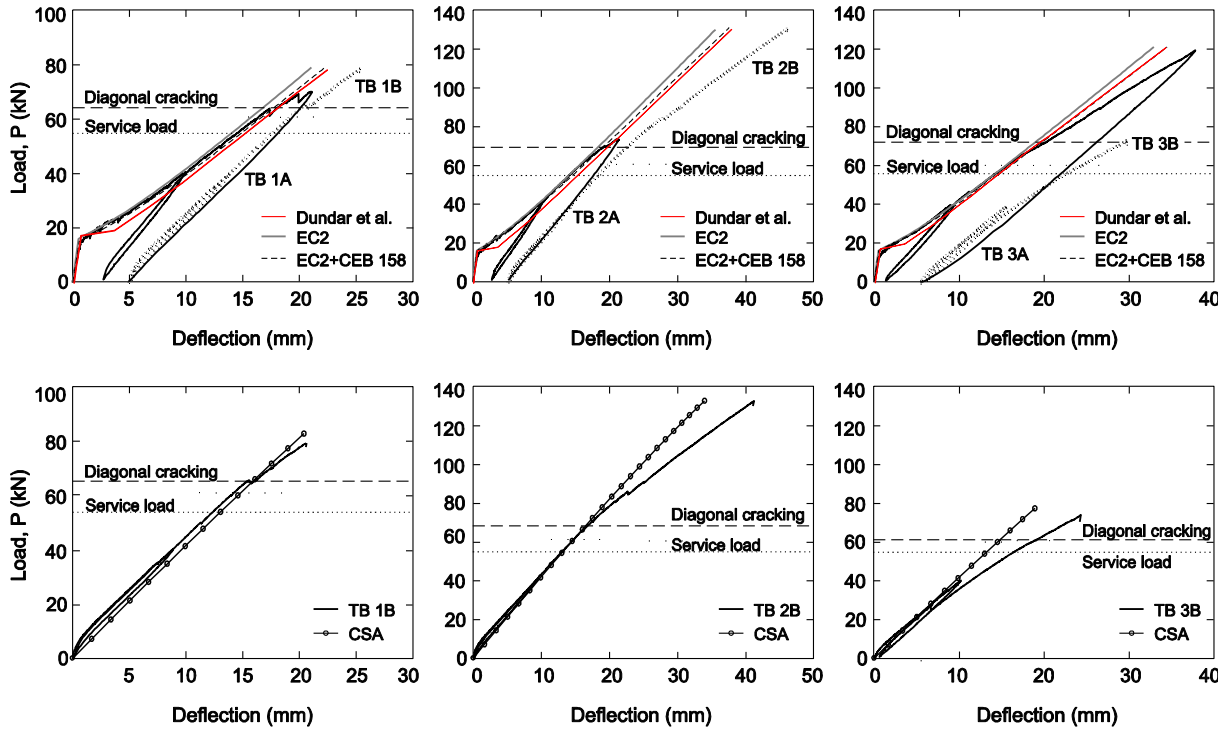 100
80
60
40
20
0
Load, P (kN)
Diagonal cracking
Service load
TB 1B
TB 1A
Dundar et al.
EC2
EC2+CEB 158
0 5 10 15 20 25 30
Deflection (mm)
140
120
100
80
60
40
20
0
TB 2B
Diagonal cracking
Service load
TB 2A
Dundar et al.
EC2
EC2+CEB 158
0 10 20 30 40 50
Deflection (mm)
140
120
100
80
60
40
20
0
Diagonal cracking
TB 3B
Service load
TB 3A
Dundar et al.
EC2
EC2+CEB 158
0 10 20 30 40
Deflection (mm)
100
80
60
40
20
0
Load, P (kN)
Diagonal cracking
Service load
TB 1B
CSA
0 5 10 15 20 25 30
Deflection (mm)
140
120
100
80
60
40
20
0
Diagonal cracking
Service load
TB 2B
CSA
0 10 20 30 40 50
Deflection (mm)
140
120
100
80
60
40
20
0
Diagonal cracking
Service load
TB 3B
CSA
0 10 20 30 40
Deflection (mm)